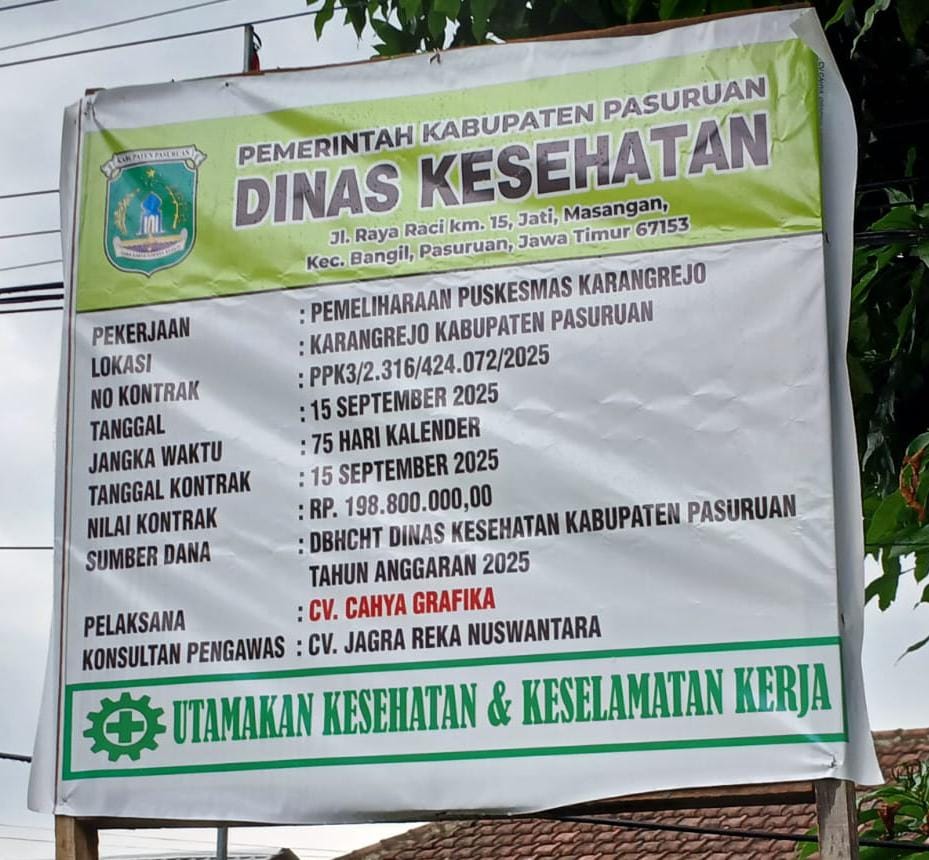 KABUPATEN PASURUAN
PEMERINTAH KABUPATEN PASURUAN
DINAS KESEHATAN
Jl. Raya Raci km. 15, Jati, Masangan,
Kec. Bangil, Pasuruan, Jawa Timur 67153
PEKERJAAN : PEMELIHARAAN PUSKESMAS KARANGREJO
LOKASI : KARANGREJO KABUPATEN PASURUAN
NO KONTRAK : PPK3/2.316/424.072/2025
TANGGAL : 15 SEPTEMBER 2025
JANGKA WAKTU : 75 HARI KALENDER
TANGGAL KONTRAK : 15 SEPTEMBER 2025
NILAI KONTRAK : RP. 198.800.000,00
SUMBER DANA : DBHCHT DINAS KESEHATAN KABUPATEN PASURUAN
TAHUN ANGGARAN 2025
PELAKSANA : CV. CAHYA GRAFIKA
KONSULTAN PENGAWAS : CV. JAGRA REKA NUSWANTARA
UTAMAKAN KESEHATAN & KESELAMATAN KERJA